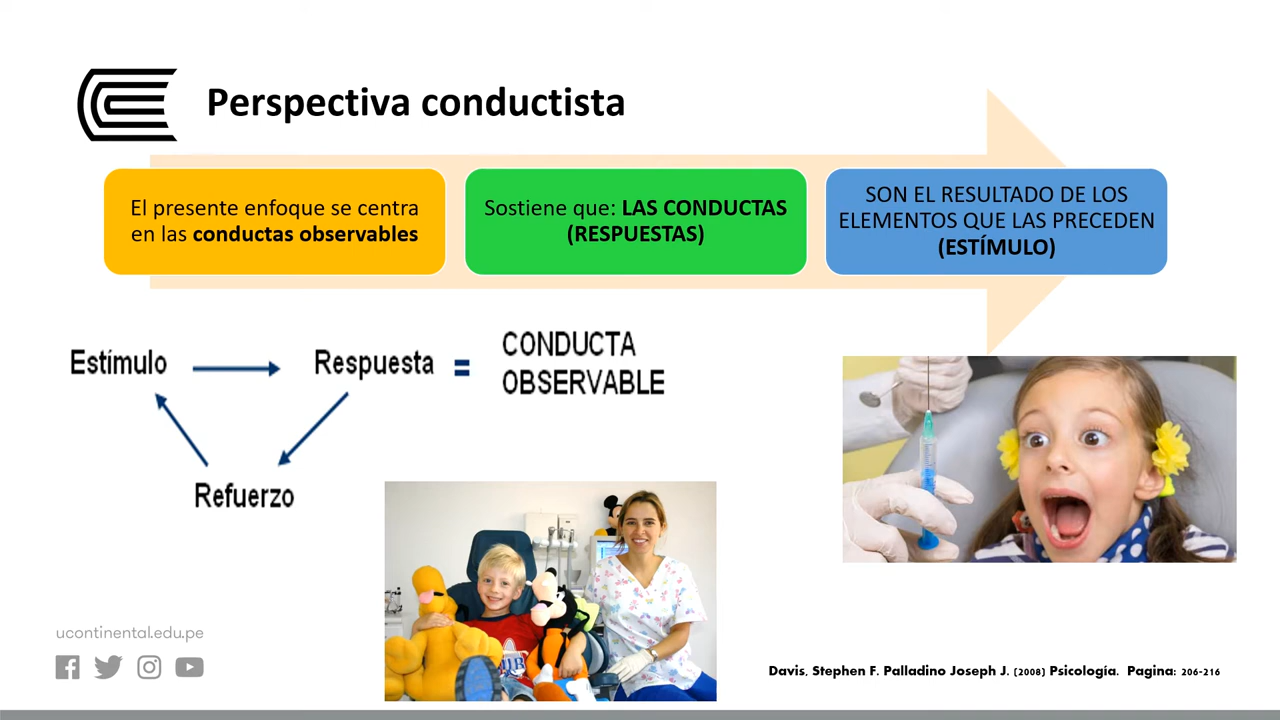 Perspectiva conductista
El presente enfoque se centra
en las conductas observables
Sostiene que: LAS CONDUCTAS
(RESPUESTAS)
SON EL RESULTADO DE LOS
ELEMENTOS QUE LAS PRECEDEN
(ESTÍMULO)
Estímulo
Respuesta
=
CONDUCTA
OBSERVABLE
Refuerzo
ucontinental.edu.pe
Davis, Stephen F. Palladino Joseph J. (2008) Psicología. Pagina: 206-216